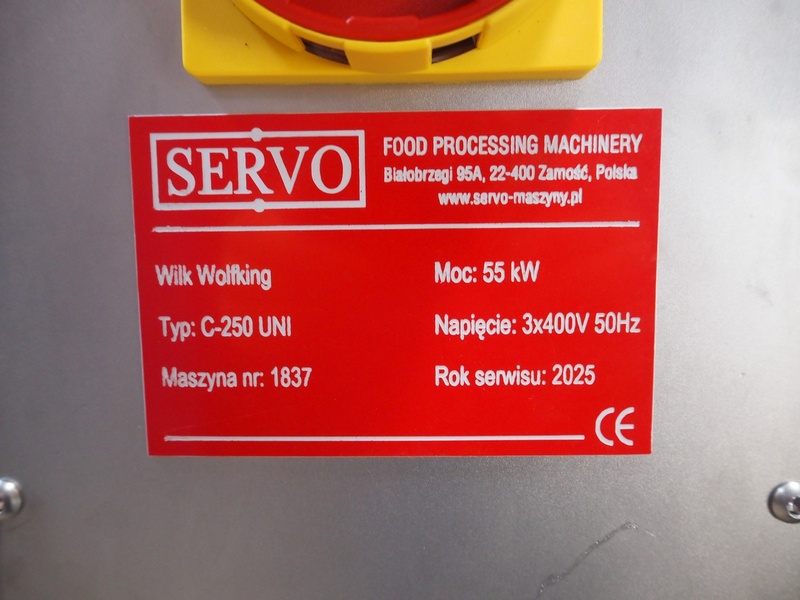 SERVO
FOOD PROCESSING MACHINERY
Białobrzegi 95A, 22-400 Zamość, Polska
www.servo-maszyny.pl
Wilk Wolfking
Moc: 55 kW
Typ: C-250 UNI
Napięcie: 3x400V 50Hz
Maszyna nr: 1837
Rok serwisu: 2025
CE